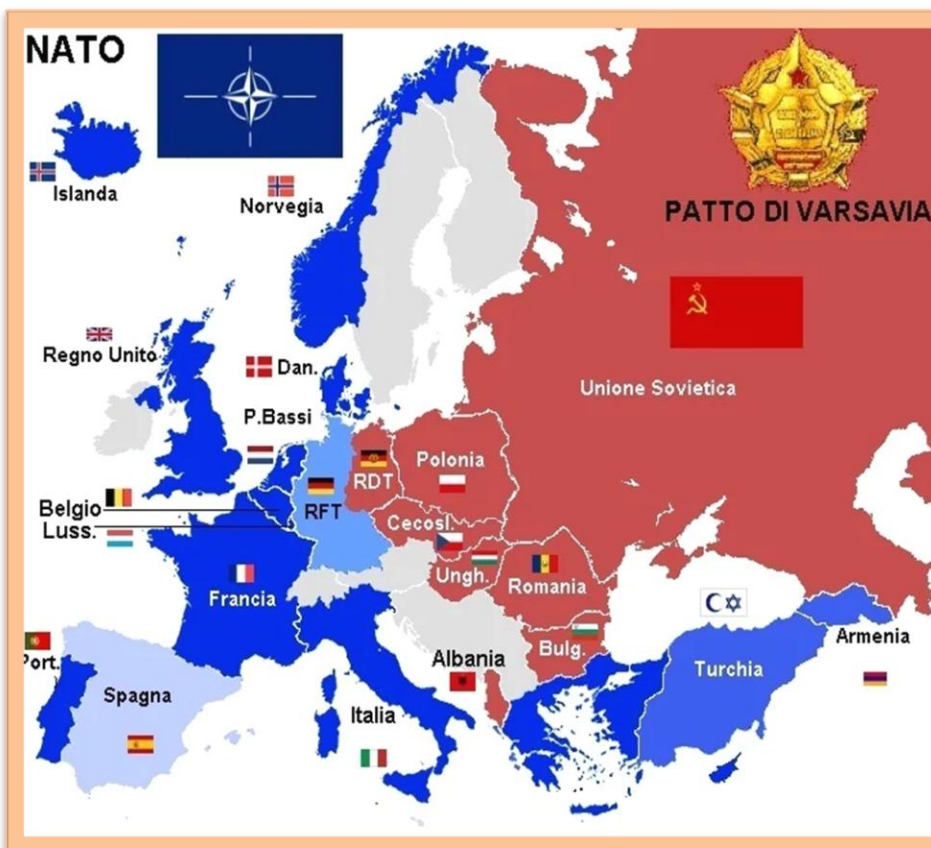 NATO
PATTO DI VARSAVIA
Islanda
Norvegia
Regno Unito
Dan.
Unione Sovietica
P.Bassi
Polonia
RDT
RFT
Belgio
Luss.
Cecosl.
Ungh.
Romania
Francia
Bulg.
Armenia
Albania
Turchia
Port.
Spagna
Italia